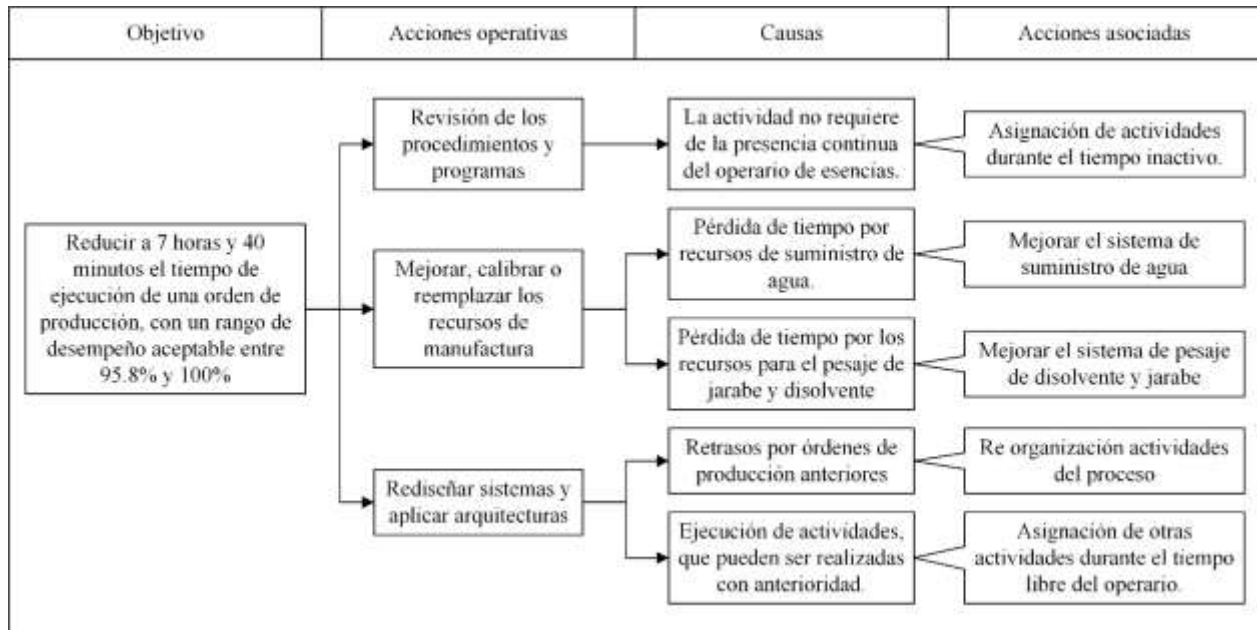 Objetivo
Acciones operativas
Causas
Acciones asociadas
Reducir a 7 horas y 40
minutos el tiempo de
ejecución de una orden de
producción, con un rango de
desempeño aceptable entre
95.8% y 100%
Revisión de los
procedimientos y
programas
La actividad no requiere
de la presencia continua
del operario de esencias.
Asignación de actividades
durante el tiempo inactivo.
Mejorar, calibrar o
reemplazar los
recursos de
manufactura
Pérdida de tiempo por
recursos de suministro de
agua.
Mejorar el sistema de
suministro de agua
Pérdida de tiempo por los
recursos para el pesaje de
jarabe y disolvente
Mejorar el sistema de pesaje
de disolvente y jarabe
Rediseñar sistemas y
aplicar arquitecturas
Retrasos por órdenes de
producción anteriores
Re organización actividades
del proceso
Ejecución de actividades,
que pueden ser realizadas
con anterioridad.
Asignación de otras
actividades durante el tiempo
libre del operario.